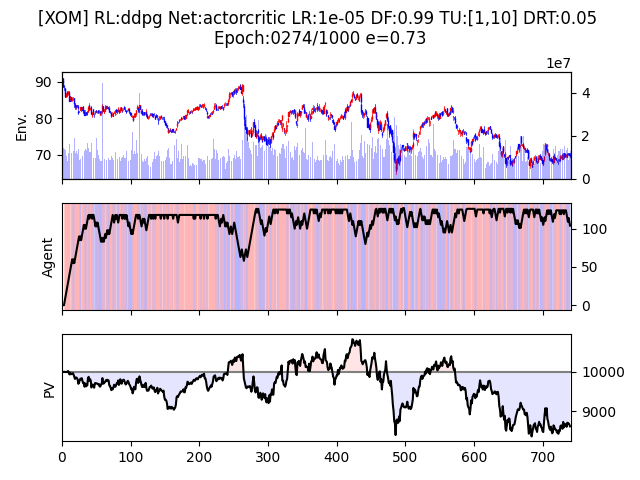 [XOM] RL:ddpg Net:actorcritic LR:1e-05 DF:0.99 TU:[1,10] DRT:0.05
Epoch:0274/1000 e=0.73
1e7
90
80
70
Env.
4
2
0
Agent
100
50
0
PV
10000
9000
0 100 200 300 400 500 600 700